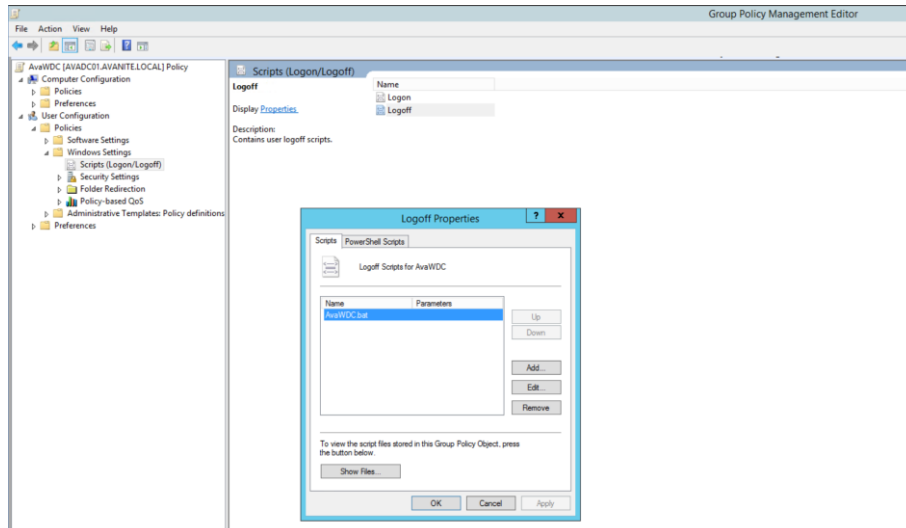 Group Policy Management Editor
File Action View Help
AvaWDC [AVADC01.AVANITE.LOCAL] Policy
Computer Configuration
Policies
Preferences
User Configuration
Policies
Software Settings
Windows Settings
Scripts (Logon/Logoff)
Security Settings
Folder Redirection
Policy-based QoS
Administrative Templates: Policy definitions
Preferences
Scripts (Logon/Logoff)
Logoff
Display Properties
Description:
Contains user logoff scripts.
Name
Logon
Logoff
Logoff Properties
? x
Scripts PowerShell Scripts
Logoff Scripts for AvaWDC
Name Parameters
AvaWDC.bat
Up
Down
Add...
Edit...
Remove
To view the script files stored in this Group Policy Object, press
the button below.
Show Files...
OK Cancel Apply